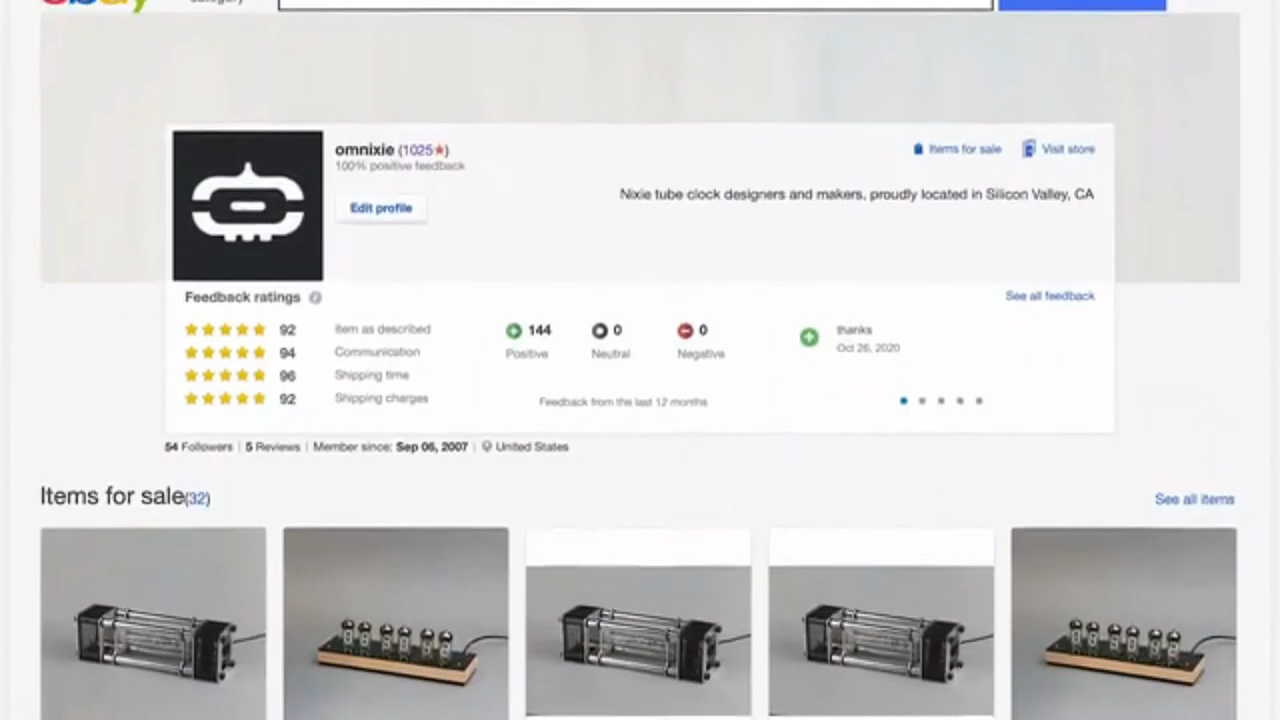 ebay
category
omnixie (1025★)
100% positive feedback
Items for sale
Visit store
Edit profile
Nixie tube clock designers and makers, proudly located in Silicon Valley, CA
Feedback ratings
See all feedback
92 Item as described
94 Communication
96 Shipping time
92 Shipping charges
144
Positive
0
Neutral
0
Negative
Feedback from the last 12 months
thanks
Oct 26, 2020
54 Followers | 5 Reviews | Member since: Sep 06, 2007 | United States
Items for sale(32)
See all items